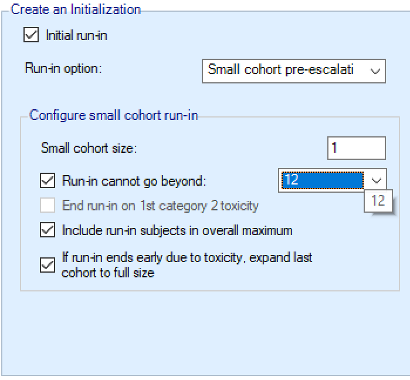 Create an Initialization
Initial run-in
Run-in option:
Small cohort pre-escalati
Configure small cohort run-in
Small cohort size:
1
Run-in cannot go beyond:
12
12
End run-in on 1st category 2 toxicity
Include run-in subjects in overall maximum
If run-in ends early due to toxicity, expand last
cohort to full size